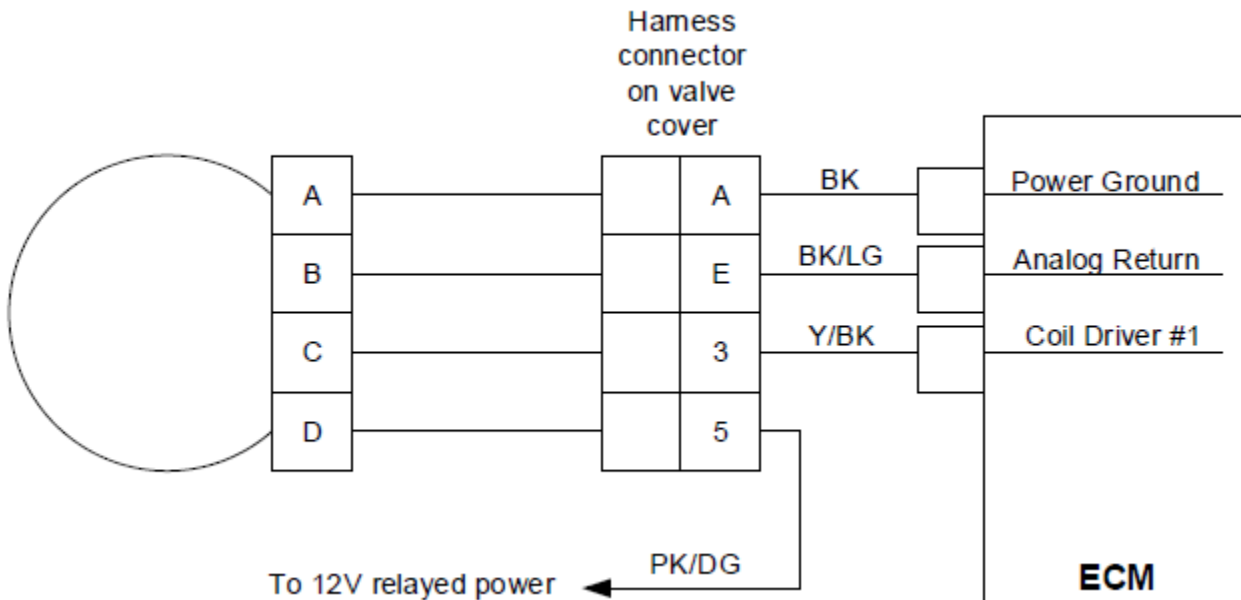 Harness
connector
on valve
cover
A A BK Power Ground
B E BK/LG Analog Return
C 3 Y/BK Coil Driver #1
D 5
To 12V relayed power PK/DG ECM